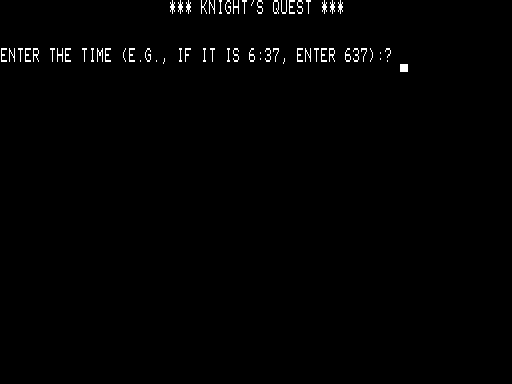 *** KNIGHT'S QUEST ***
ENTER THE TIME (E.G., IF IT IS 6:37, ENTER 637):?